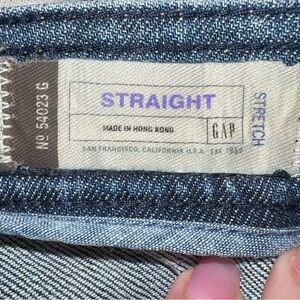 NO 54023 G
STRAIGHT
MADE IN HONG KONG
GAP
SAN FRANCISCO, CALIFORNIA U.S.A. EST. 1969
STRETCH